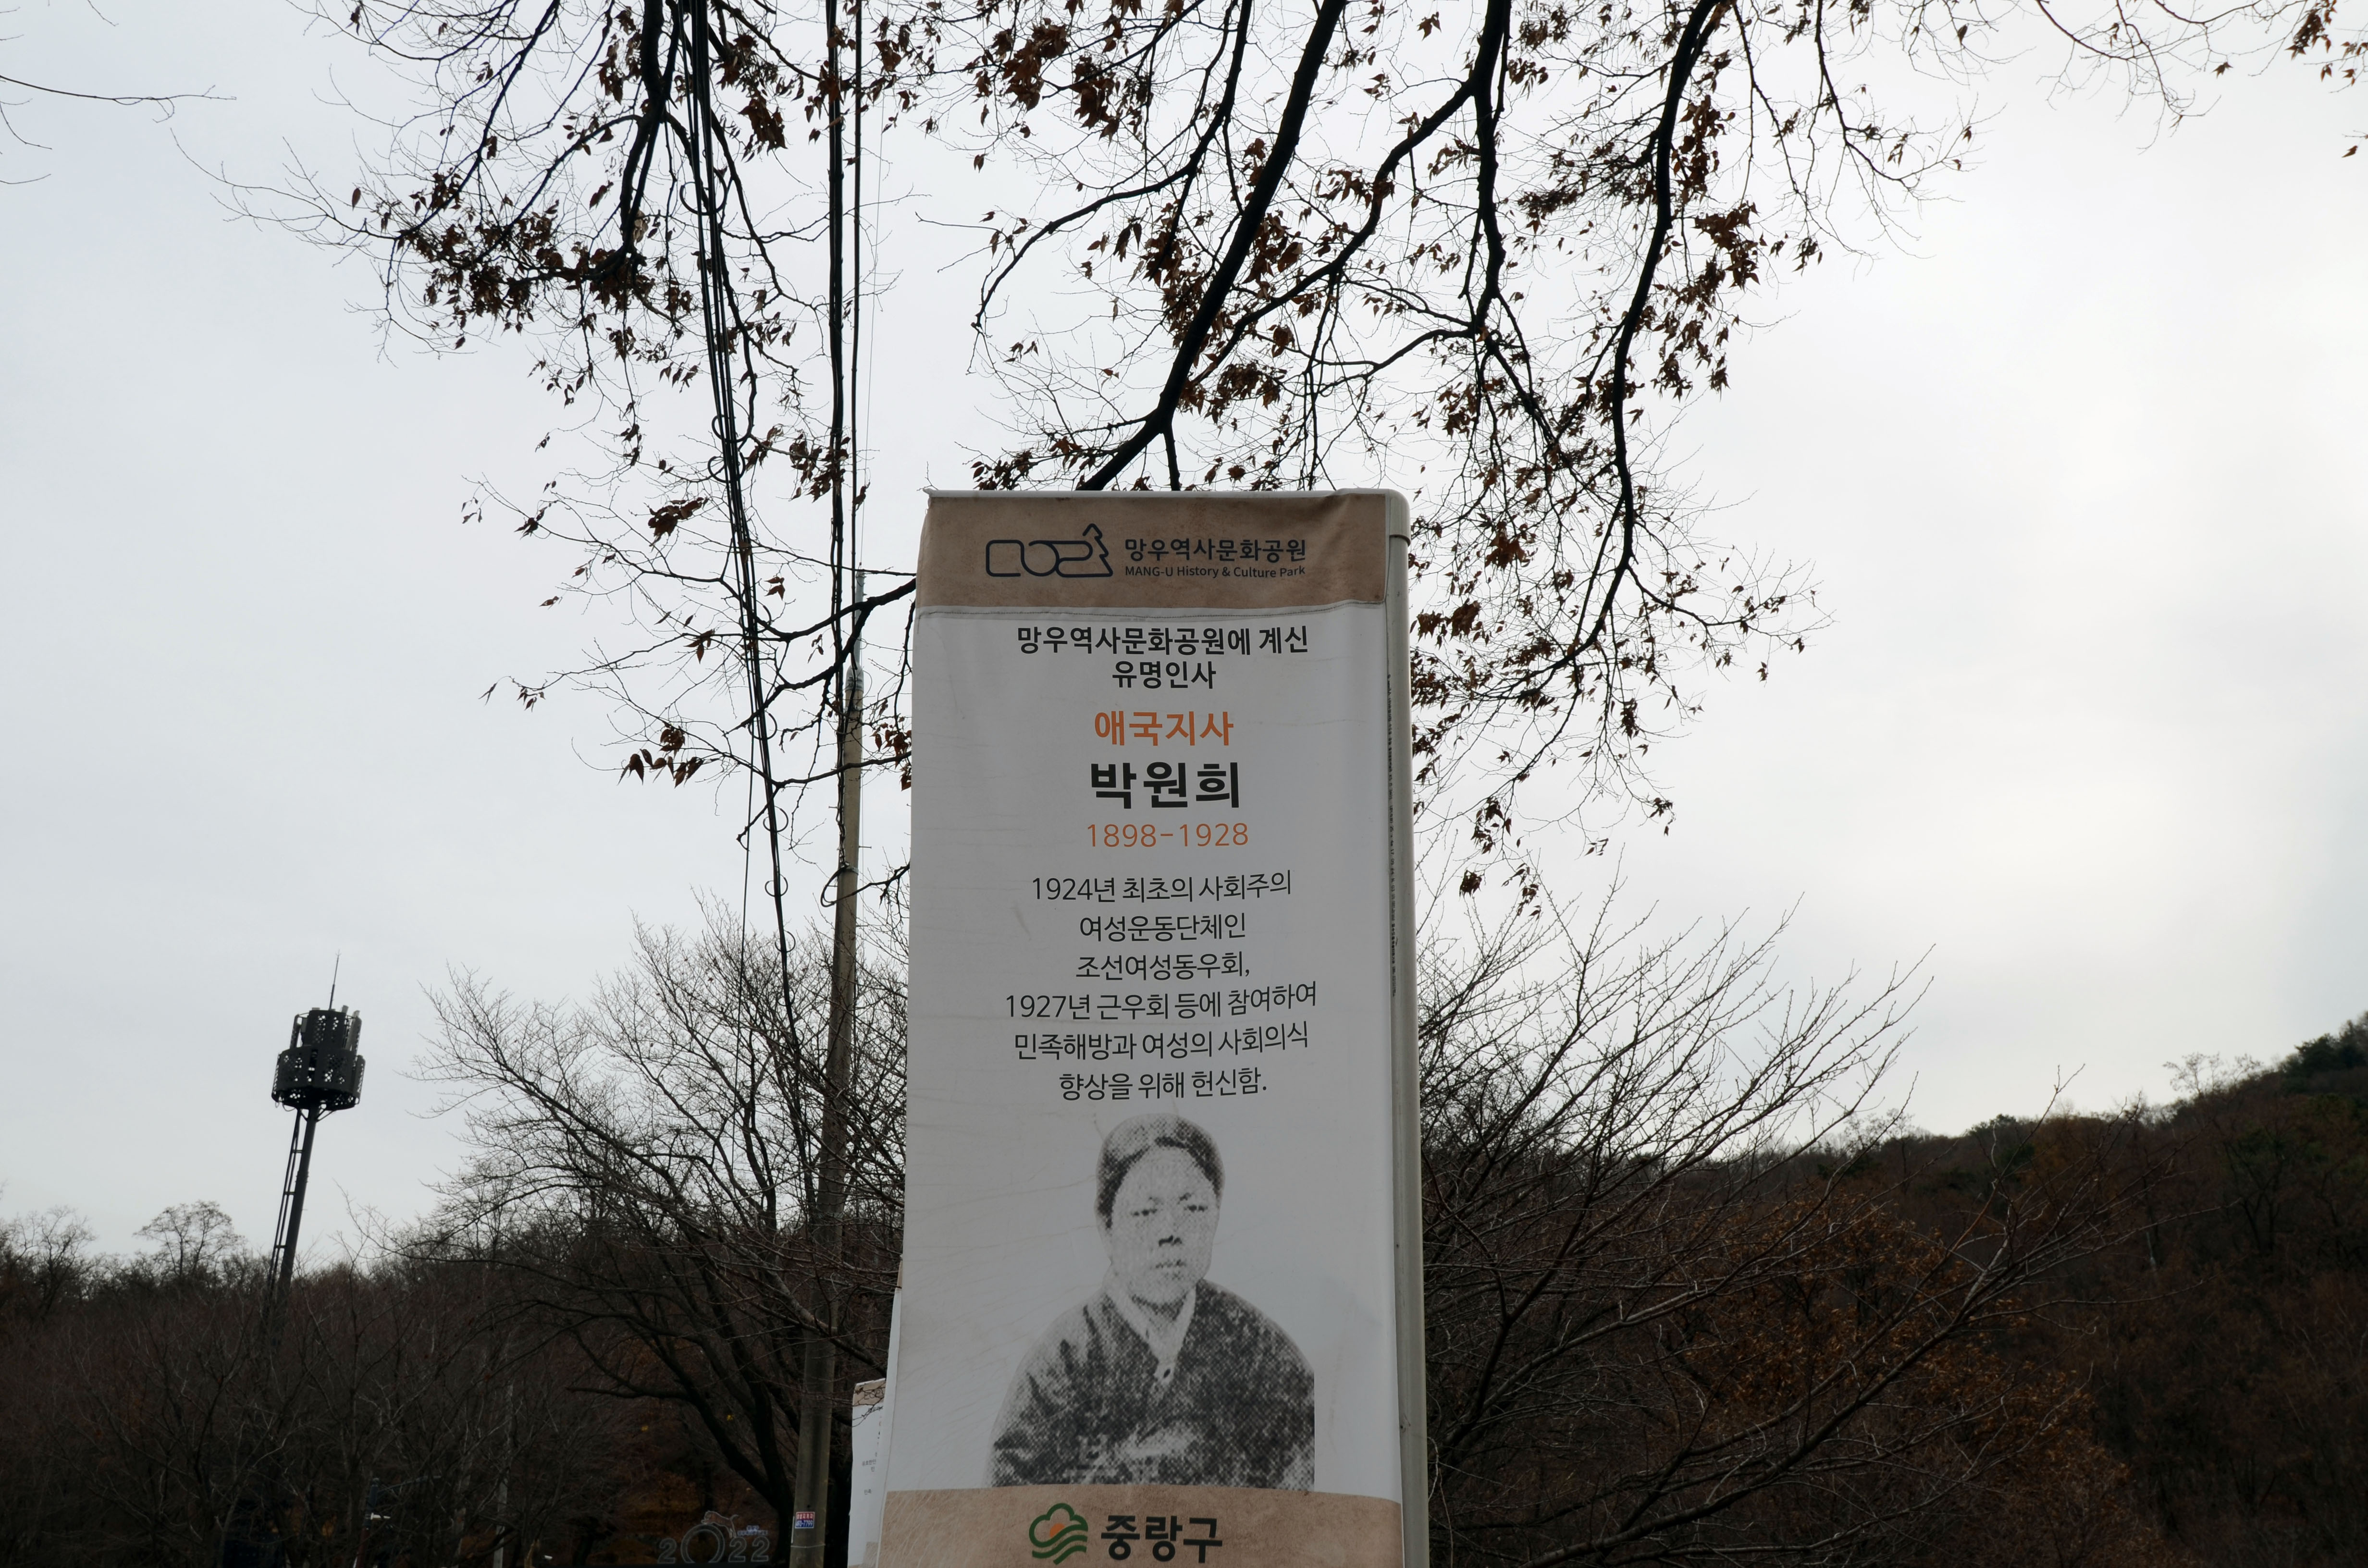 망우역사문화공원
MANG-U History & Culture Park
망우역사문화공원에 계신
유명인사
애국지사
박원희
1898-1928
1924년 최초의 사회주의
여성운동단체인
조선여성동우회,
1927년 근우회 등에 참여하여
민족해방과 여성의 사회의식
향상을 위해 헌신함.
중랑구
2022